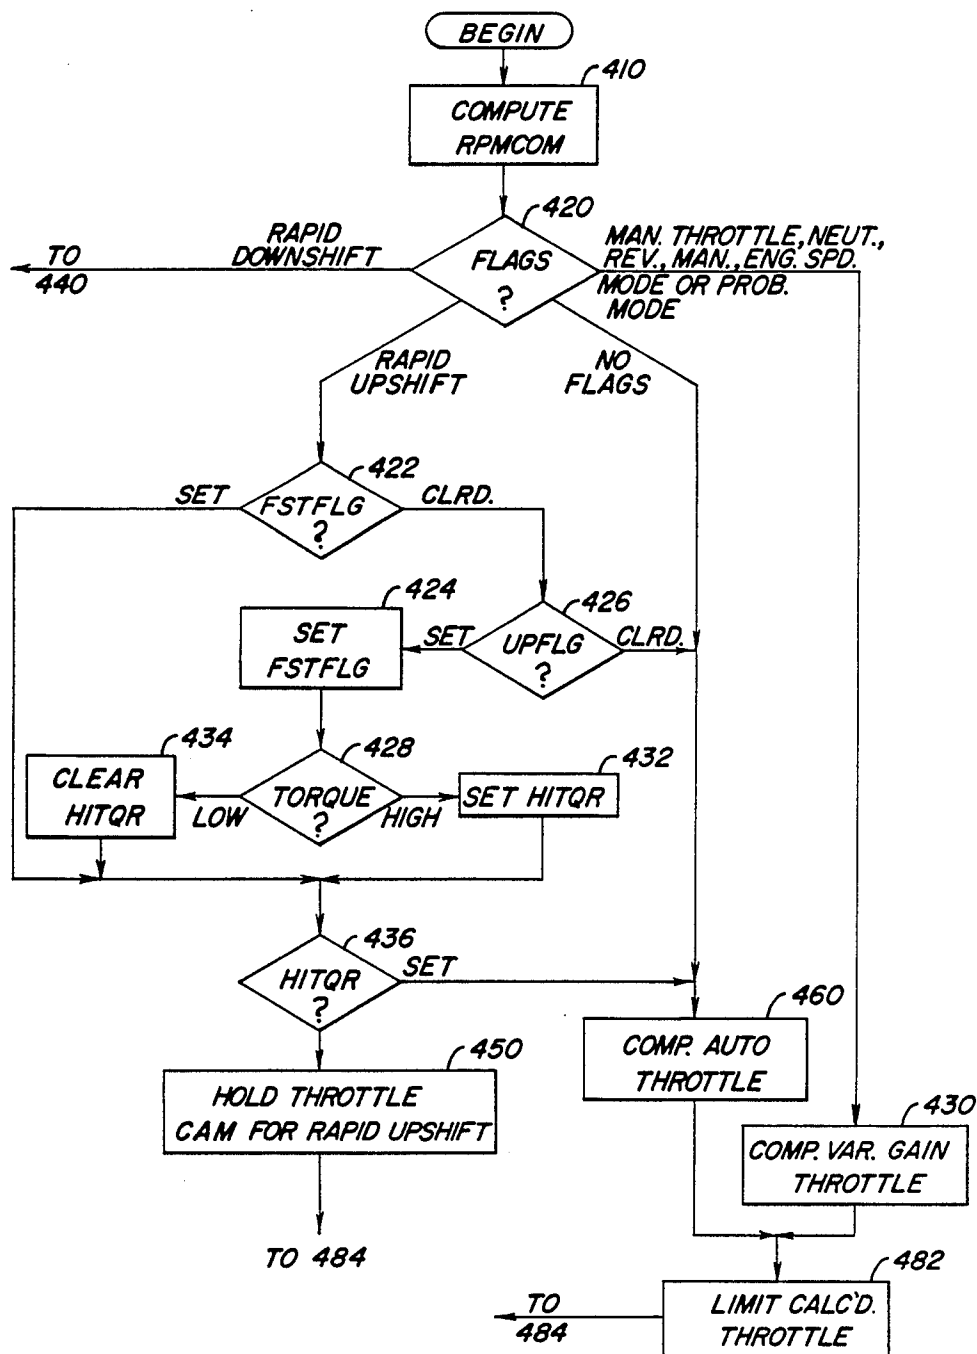 BEGIN
410
COMPUTE
RPMCOM
420
FLAGS
?
RAPID
DOWNSHIFT
TO
440
MAN. THROTTLE, NEUT.,
REV., MAN., ENG. SPD.
MODE OR PROB.
MODE
RAPID
UPSHIFT
NO
FLAGS
422
FSTFLG
?
SET
CLRD.
424
SET
FSTFLG
426
UPFLG
?
SET
CLRD.
434
CLEAR
HITQR
428
TORQUE
?
LOW
HIGH
432
SET HITQR
436
HITQR
?
SET
460
COMP. AUTO
THROTTLE
450
HOLD THROTTLE
CAM FOR RAPID UPSHIFT
430
COMP. VAR. GAIN
THROTTLE
TO 484
482
LIMIT CALC'D.
THROTTLE
TO
484